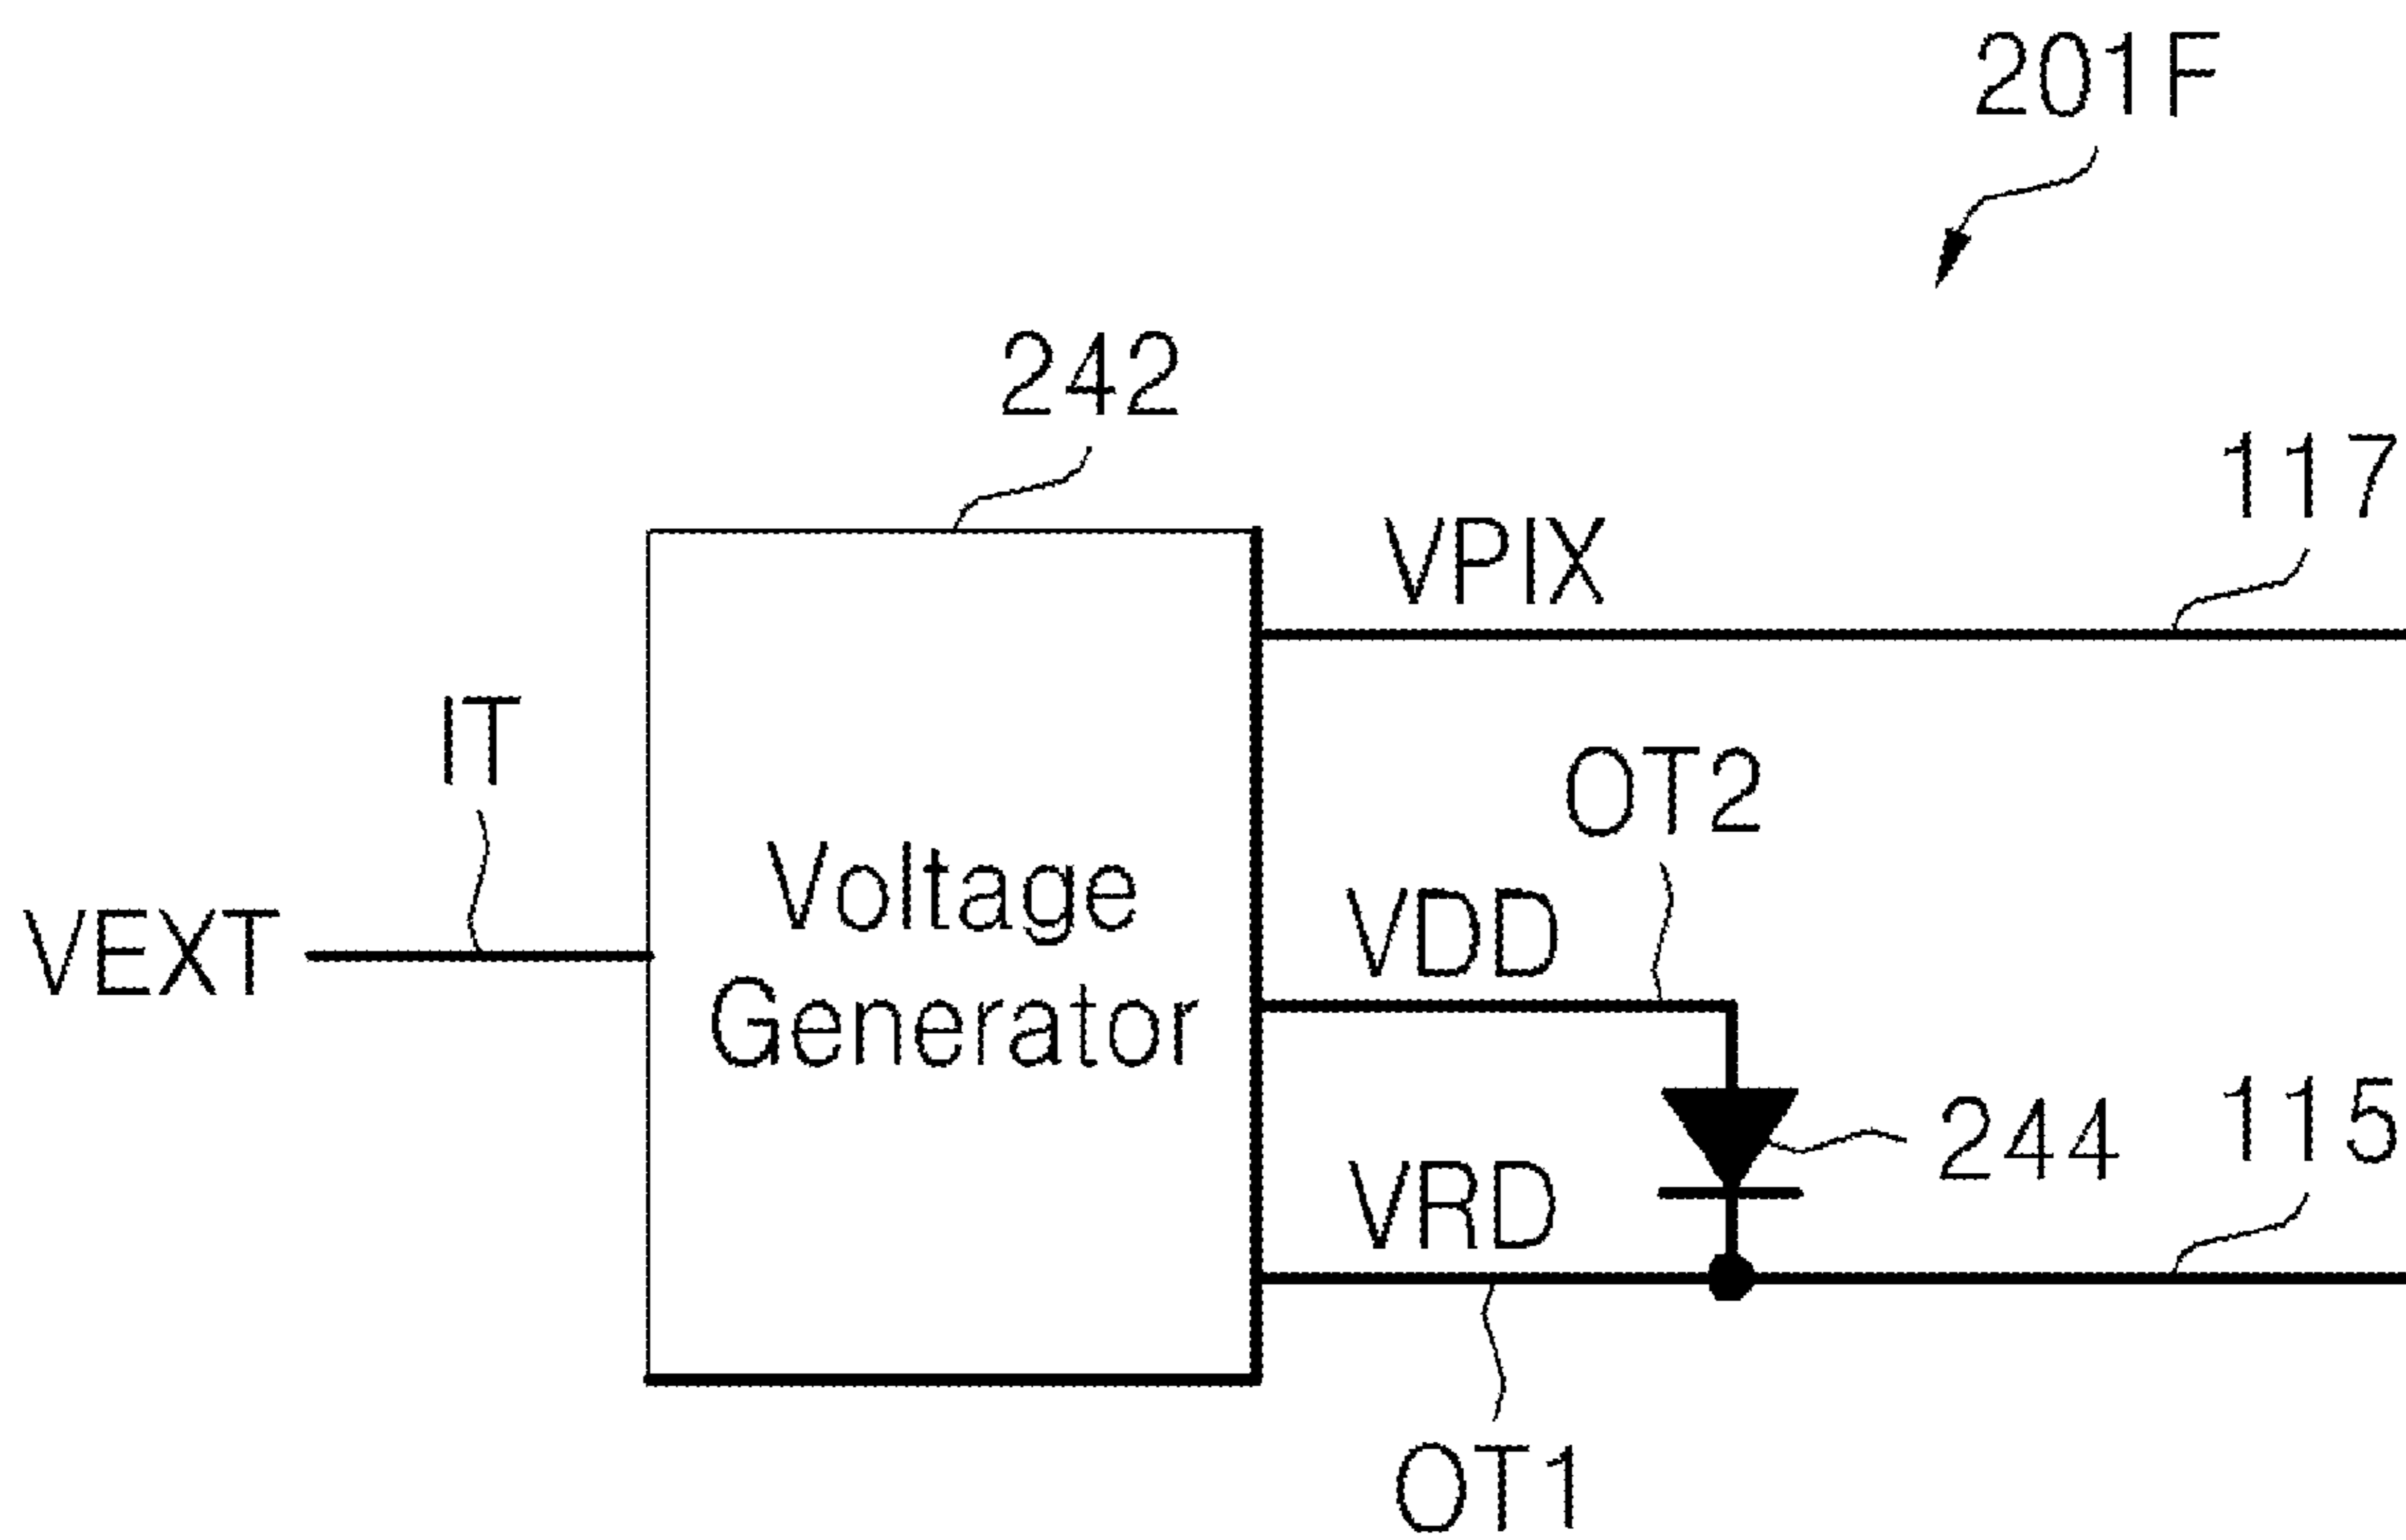 201F
242
117
VPIX
IT
OT2
VEXT
Voltage
Generator
VDD
244
115
VRD
OT1